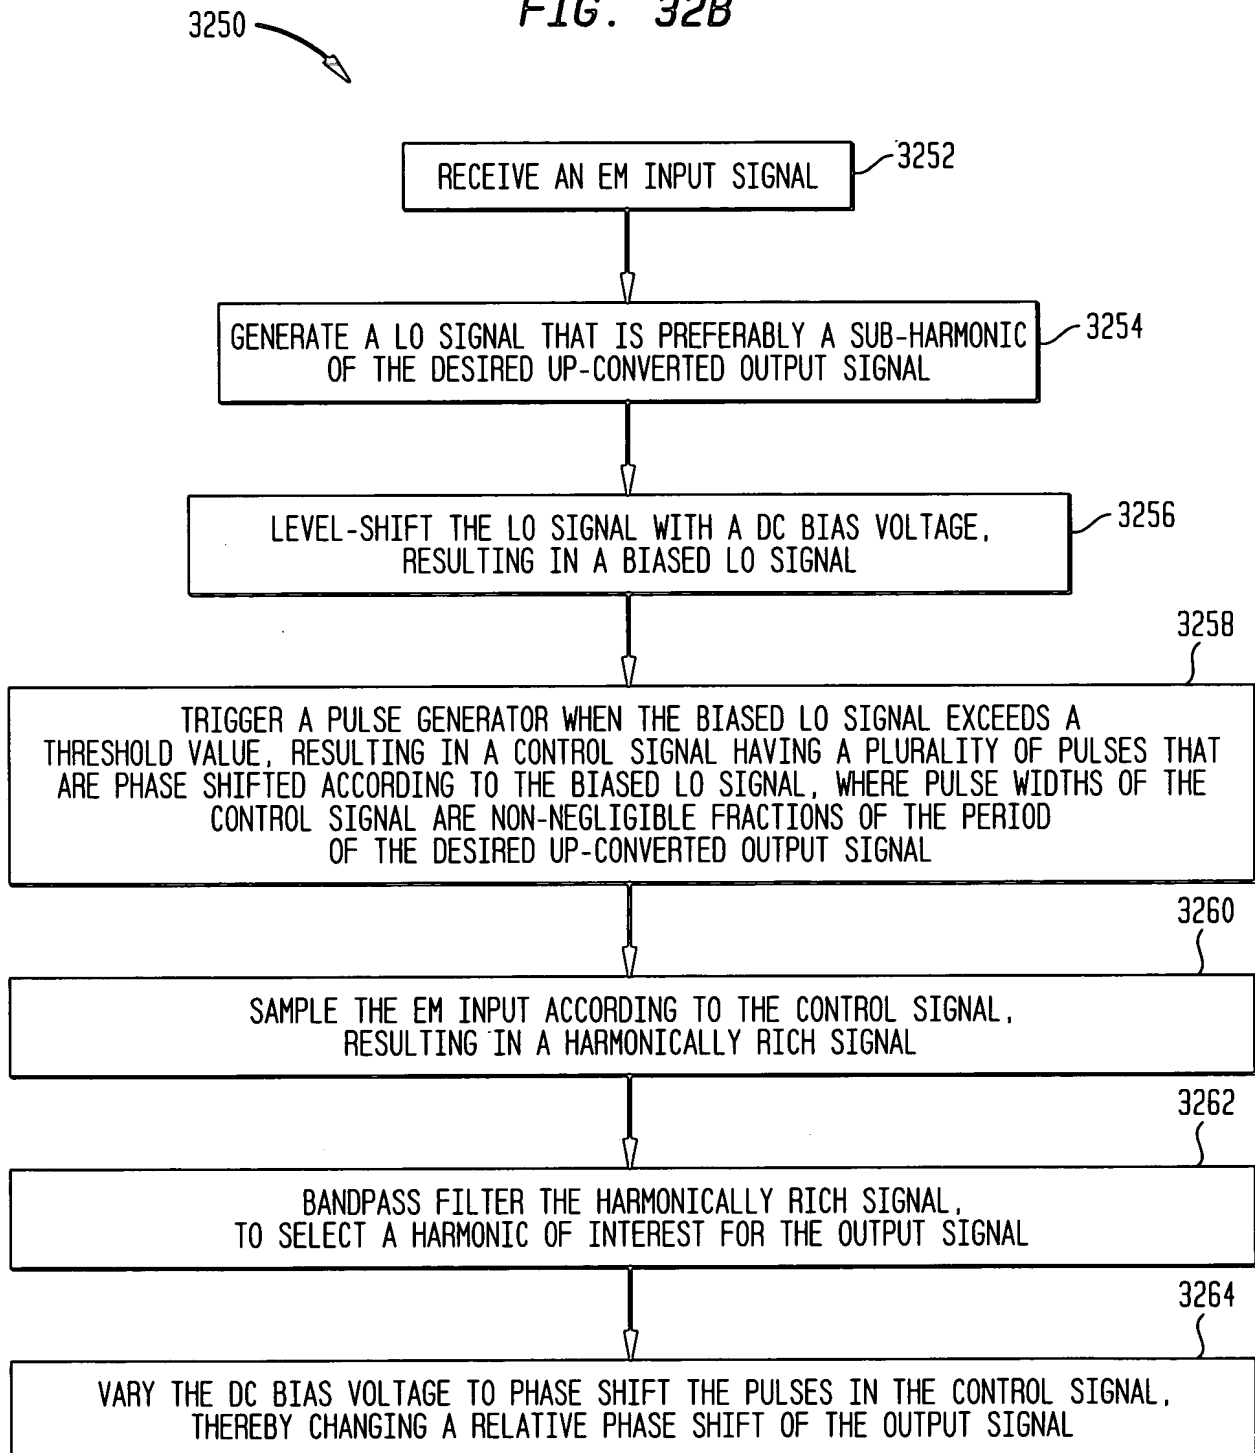 FIG. 32B
3250
RECEIVE AN EM INPUT SIGNAL
3252
GENERATE A LO SIGNAL THAT IS PREFERABLY A SUB-HARMONIC
OF THE DESIRED UP-CONVERTED OUTPUT SIGNAL
3254
LEVEL-SHIFT THE LO SIGNAL WITH A DC BIAS VOLTAGE,
RESULTING IN A BIASED LO SIGNAL
3256
3258
TRIGGER A PULSE GENERATOR WHEN THE BIASED LO SIGNAL EXCEEDS A
THRESHOLD VALUE, RESULTING IN A CONTROL SIGNAL HAVING A PLURALITY OF PULSES THAT
ARE PHASE SHIFTED ACCORDING TO THE BIASED LO SIGNAL, WHERE PULSE WIDTHS OF THE
CONTROL SIGNAL ARE NON-NEGLIGIBLE FRACTIONS OF THE PERIOD
OF THE DESIRED UP-CONVERTED OUTPUT SIGNAL
3260
SAMPLE THE EM INPUT ACCORDING TO THE CONTROL SIGNAL,
RESULTING IN A HARMONICALLY RICH SIGNAL
3262
BANDPASS FILTER THE HARMONICALLY RICH SIGNAL,
TO SELECT A HARMONIC OF INTEREST FOR THE OUTPUT SIGNAL
3264
VARY THE DC BIAS VOLTAGE TO PHASE SHIFT THE PULSES IN THE CONTROL SIGNAL,
THEREBY CHANGING A RELATIVE PHASE SHIFT OF THE OUTPUT SIGNAL